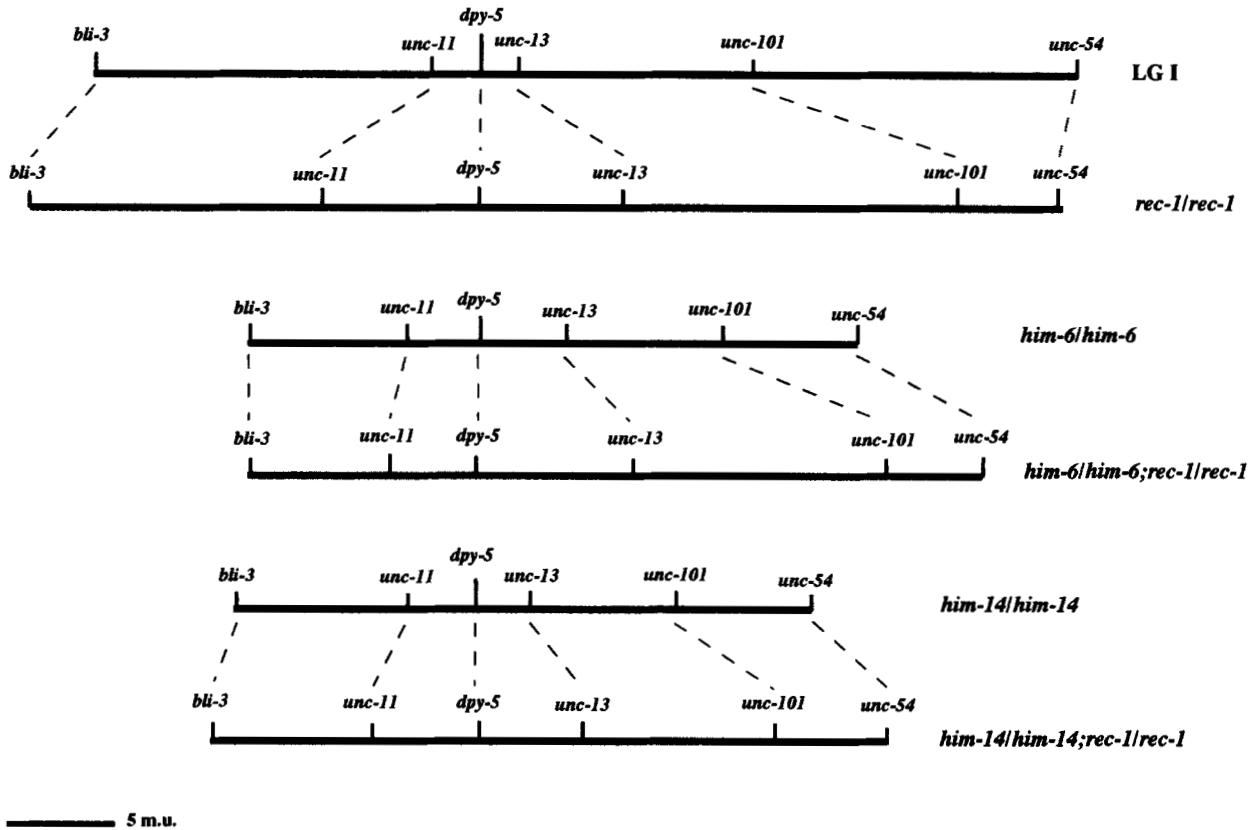 bli-3 unc-11 dpy-5 unc-13 unc-101 unc-54 LG I
bli-3 unc-11 dpy-5 unc-13 unc-101 unc-54 rec-1/rec-1
bli-3 unc-11 dpy-5 unc-13 unc-101 unc-54 him-6/him-6
bli-3 unc-11 dpy-5 unc-13 unc-101 unc-54 him-6/him-6;rec-1/rec-1
bli-3 unc-11 dpy-5 unc-13 unc-101 unc-54 him-14/him-14
bli-3 unc-11 dpy-5 unc-13 unc-101 unc-54 him-14/him-14;rec-1/rec-1
5 m.u.